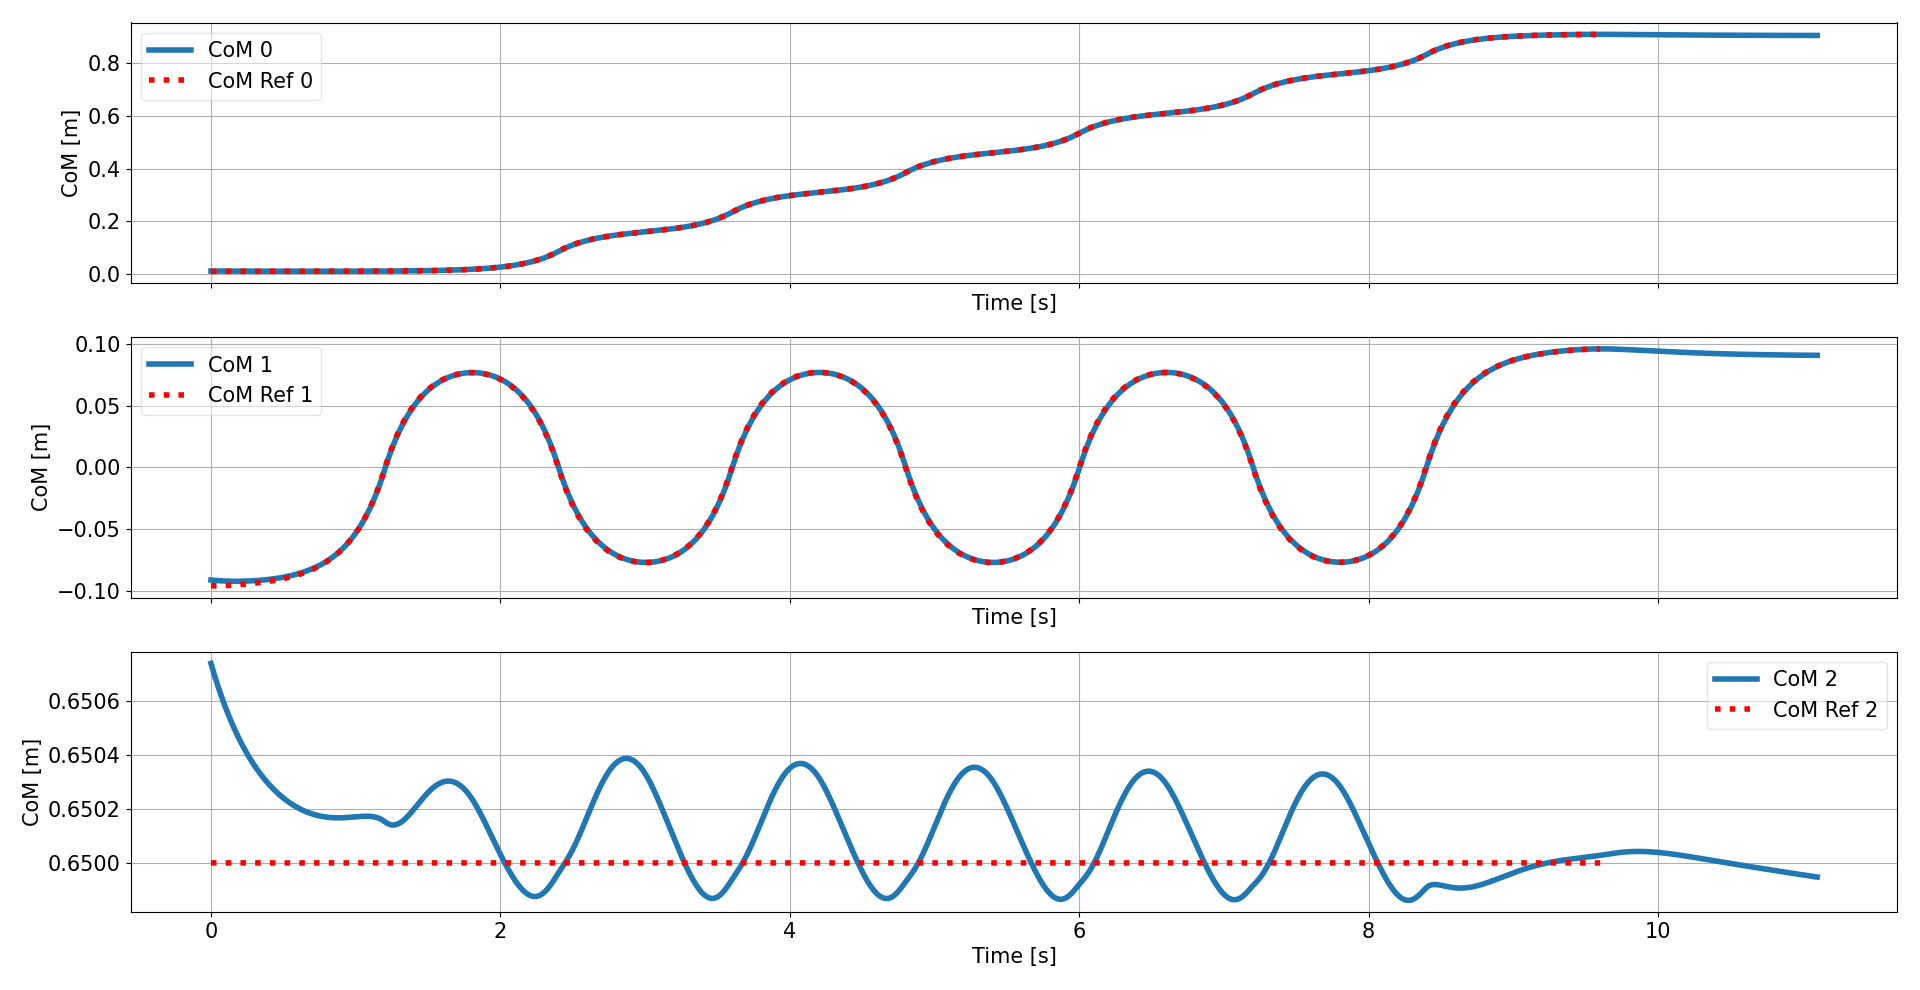 CoM 0
CoM Ref 0
0.8
0.6
0.4
0.2
0.0
CoM [m]
Time [s]
CoM 1
CoM Ref 1
0.10
0.05
0.00
−0.05
−0.10
CoM [m]
Time [s]
CoM 2
CoM Ref 2
0.6506
0.6504
0.6502
0.6500
CoM [m]
0 2 4 6 8 10
Time [s]